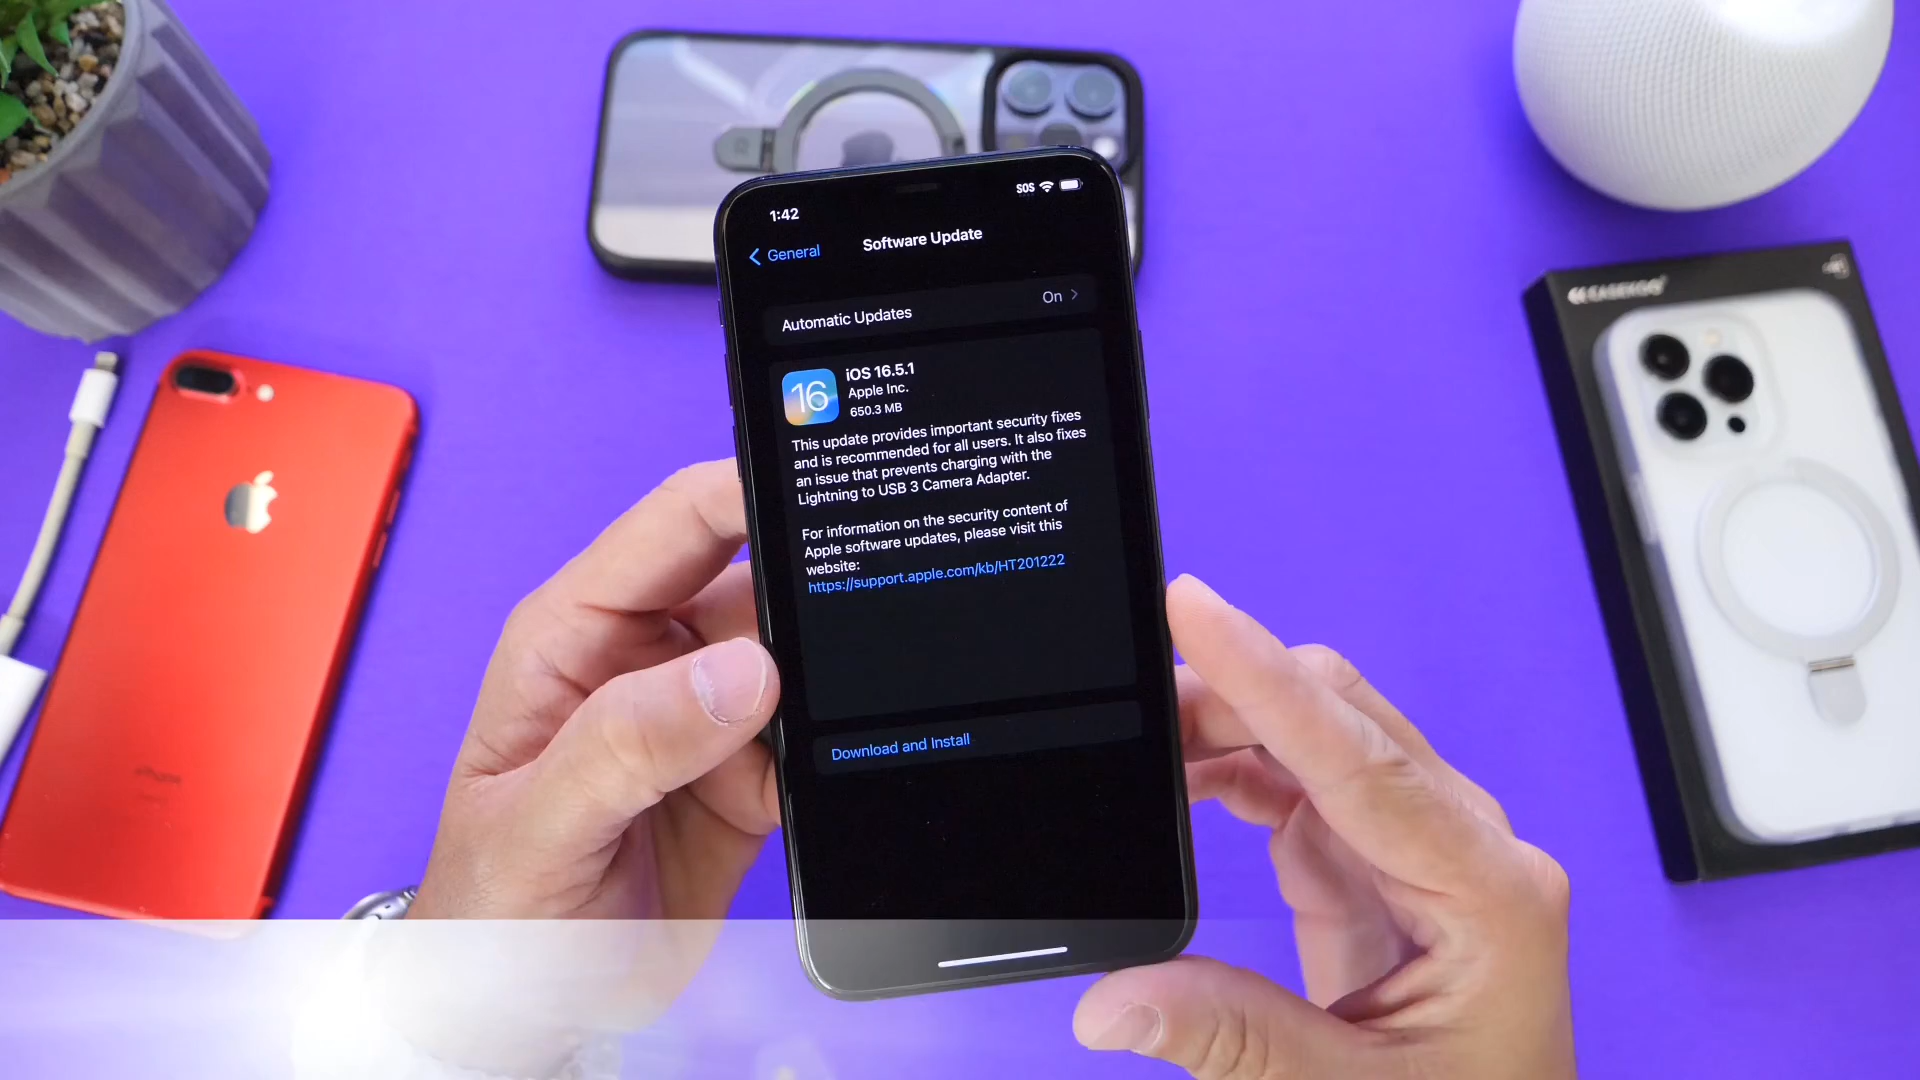 1:42
SOS
General
Software Update
Automatic Updates
On
16
iOS 16.5.1
Apple Inc.
650.3 MB
This update provides important security fixes
and is recommended for all users. It also fixes
an issue that prevents charging with the
Lightning to USB 3 Camera Adapter.
For information on the security content of
Apple software updates, please visit this
website:
https://support.apple.com/kb/HT201222
Download and Install
iPhone
CASEKOO